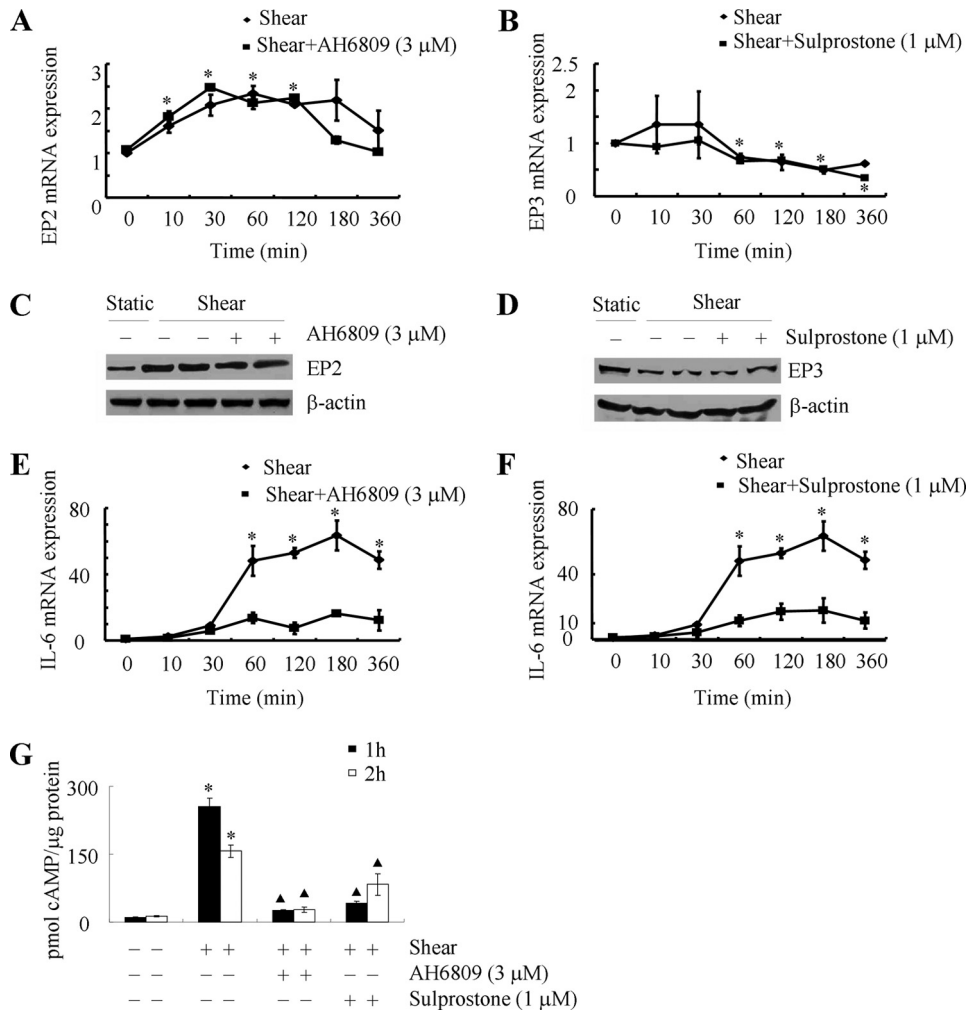 A
Shear
Shear+AH6809 (3 μM)
EP2 mRNA expression
3
2
1
0
* * * *
0 10 30 60 120 180 360
Time (min)
B
Shear
Shear+Sulprostone (1 μM)
EP3 mRNA expression
2.5
2
1
0
* * * *
0 10 30 60 120 180 360
Time (min)
C
Static Shear
– – – + + AH6809 (3 μM)
EP2
β-actin
D
Static Shear
– – – + + Sulprostone (1 μM)
EP3
β-actin
E
Shear
Shear+AH6809 (3 μM)
IL-6 mRNA expression
80
40
0
* * * *
0 10 30 60 120 180 360
Time (min)
F
Shear
Shear+Sulprostone (1 μM)
IL-6 mRNA expression
80
40
10
0
* * * *
0 10 30 60 120 180 360
Time (min)
G
1h
2h
pmol cAMP/μg protein
300
150
0
* *
▲ ▲ ▲ ▲
– – + + + + + + Shear
– – – – + + – – AH6809 (3 μM)
– – – – – – + + Sulprostone (1 μM)